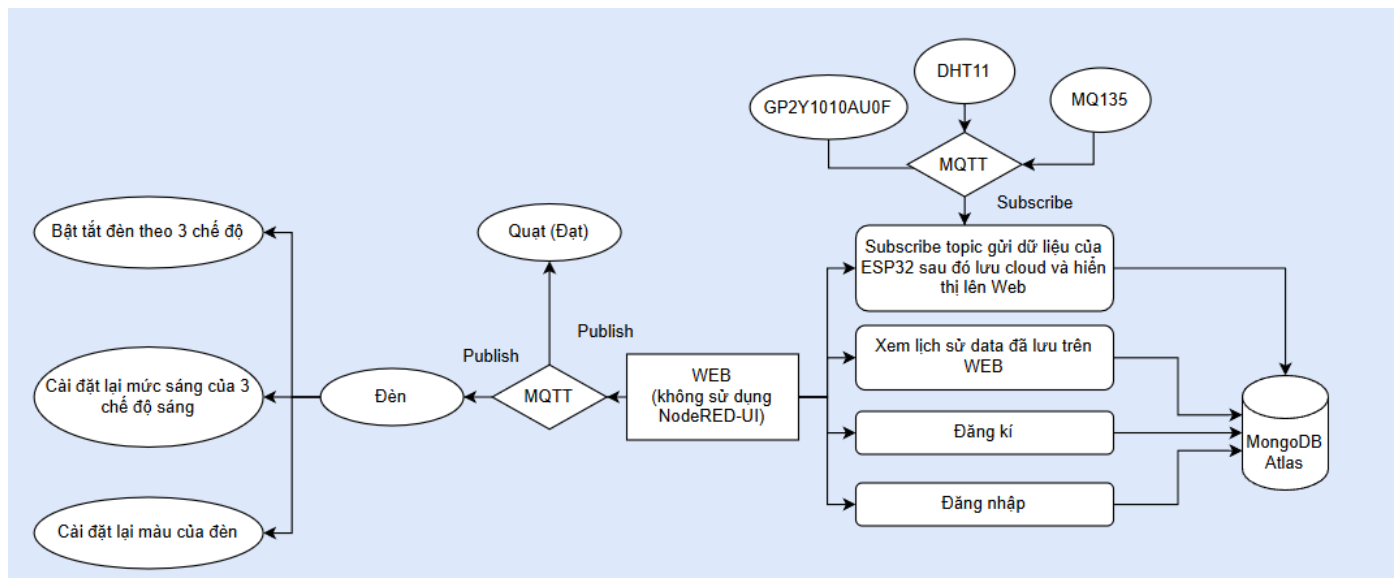 DHT11
GP2Y1010AU0F
MQ135
MQTT
Subscribe
Bật tắt đèn theo 3 chế độ
Quạt (Đạt)
Subscribe topic gửi dữ liệu của
ESP32 sau đó lưu cloud và hiển
thị lên Web
Publish
Publish
Xem lịch sử data đã lưu trên
WEB
Cài đặt lại mức sáng của 3
chế độ sáng
Đèn
MQTT
WEB
(không sử dụng
NodeRED-UI)
Đăng kí
MongoDB
Atlas
Đăng nhập
Cài đặt lại màu của đèn